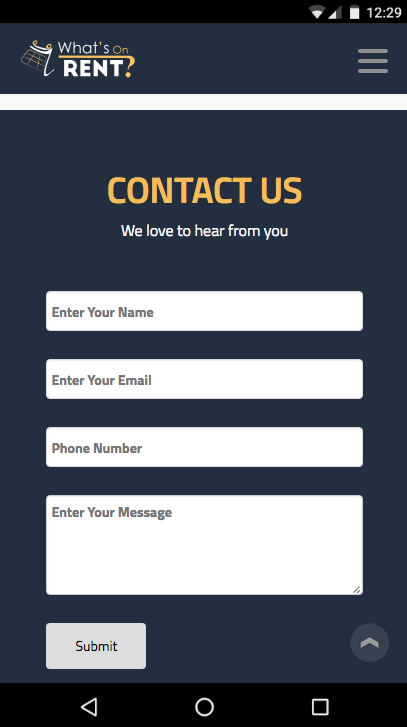 12:29
What's On
RENT?
CONTACT US
We love to hear from you
Enter Your Name
Enter Your Email
Phone Number
Enter Your Message
Submit